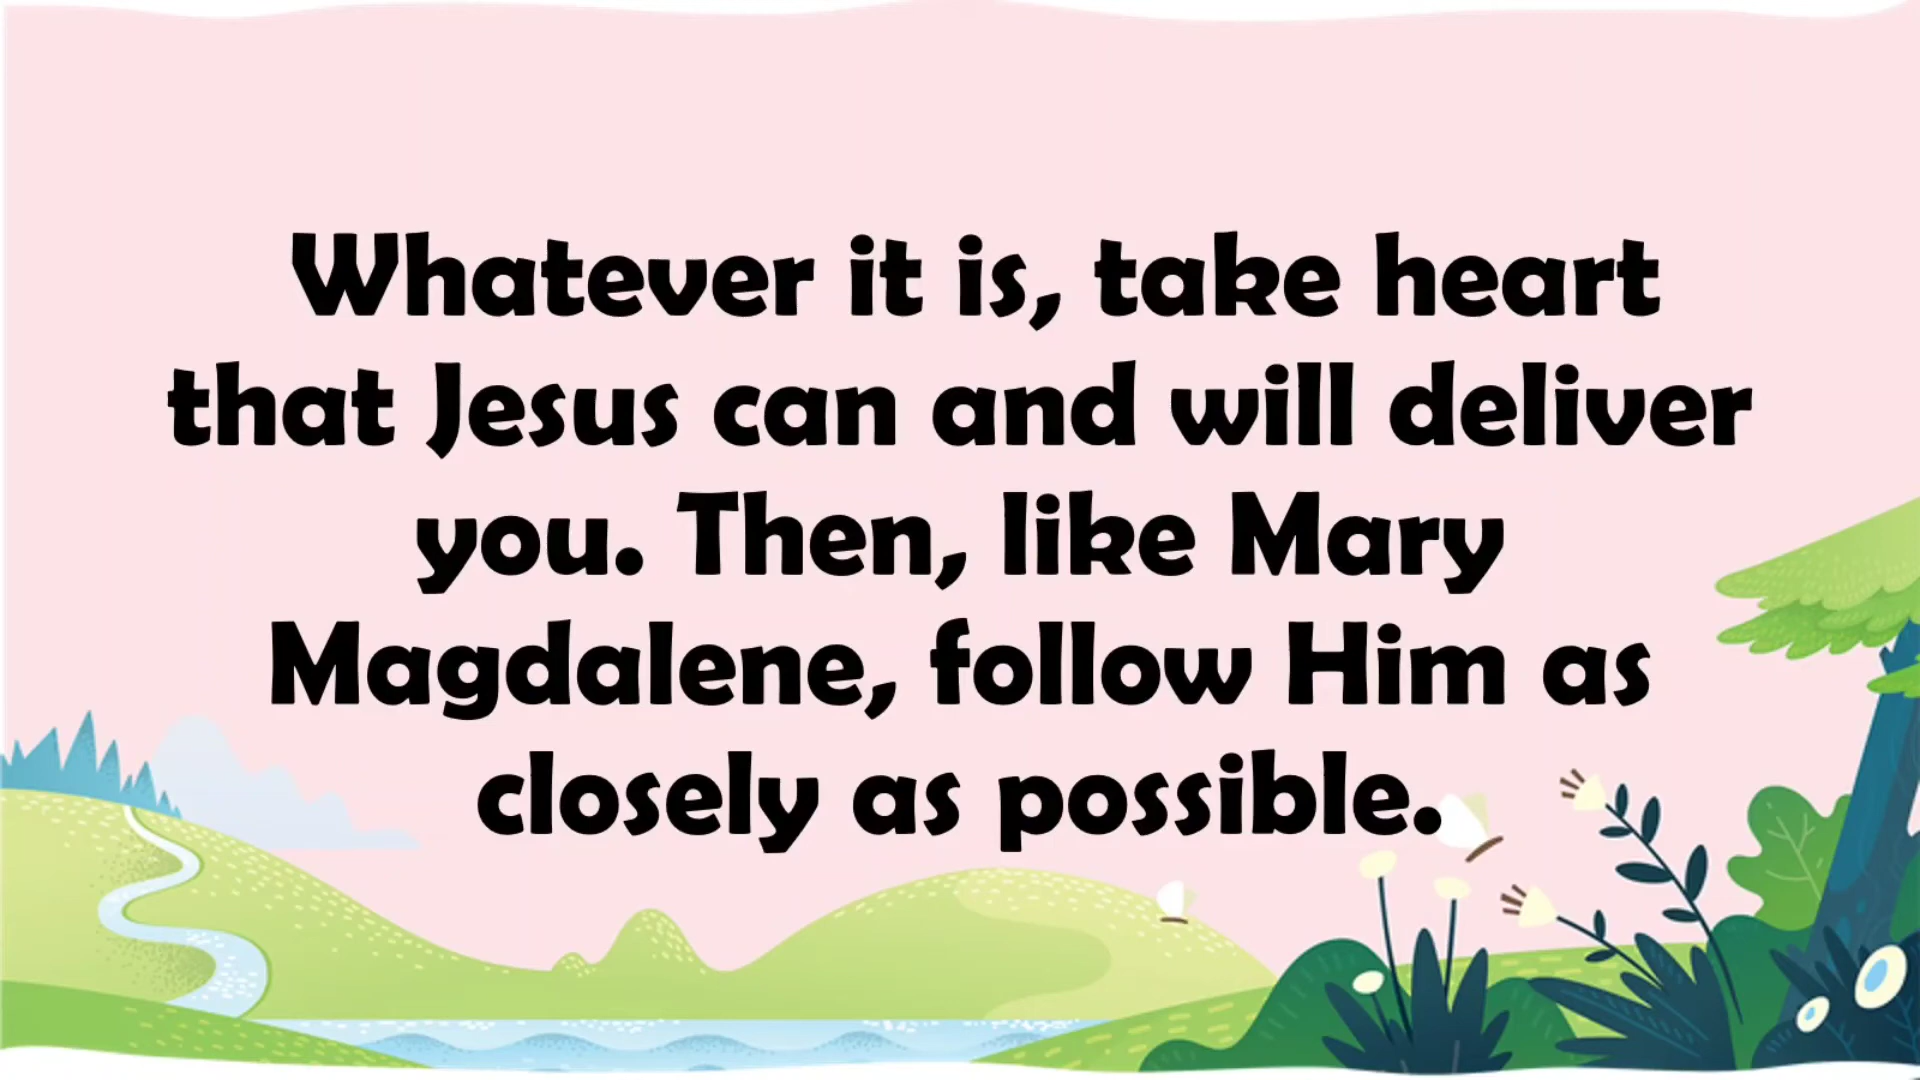 Whatever it is, take heart
that Jesus can and will deliver
you. Then, like Mary
Magdalene, follow Him as
closely as possible.